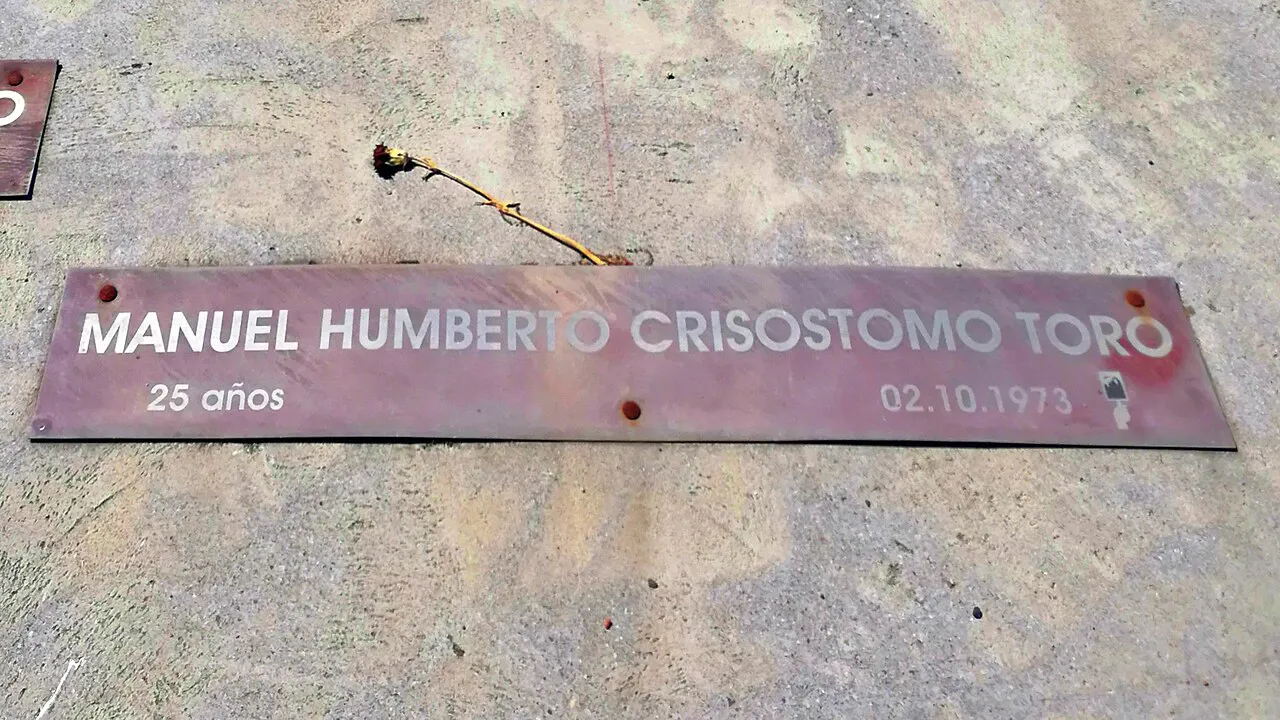 MANUEL HUMBERTO CRISOSTOMO TORO
25 años 02.10.1973